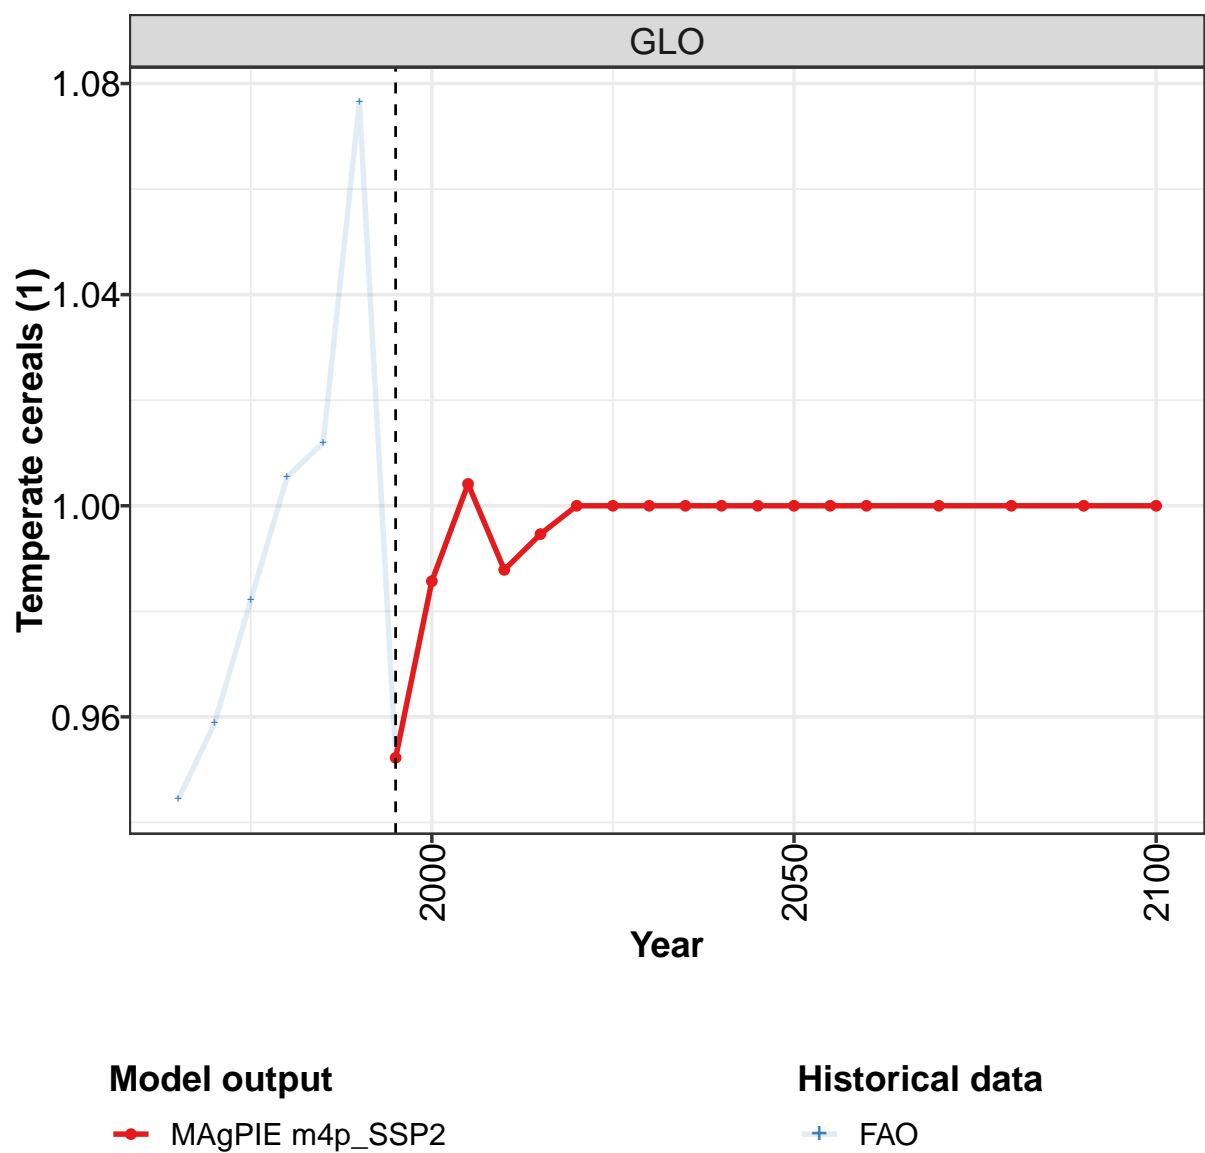 GLO
Temperate cereals (1)
1.08
1.04
1.00
0.96
2000
2050
2100
Year
Model output
MAgPIE m4p_SSP2
Historical data
FAO